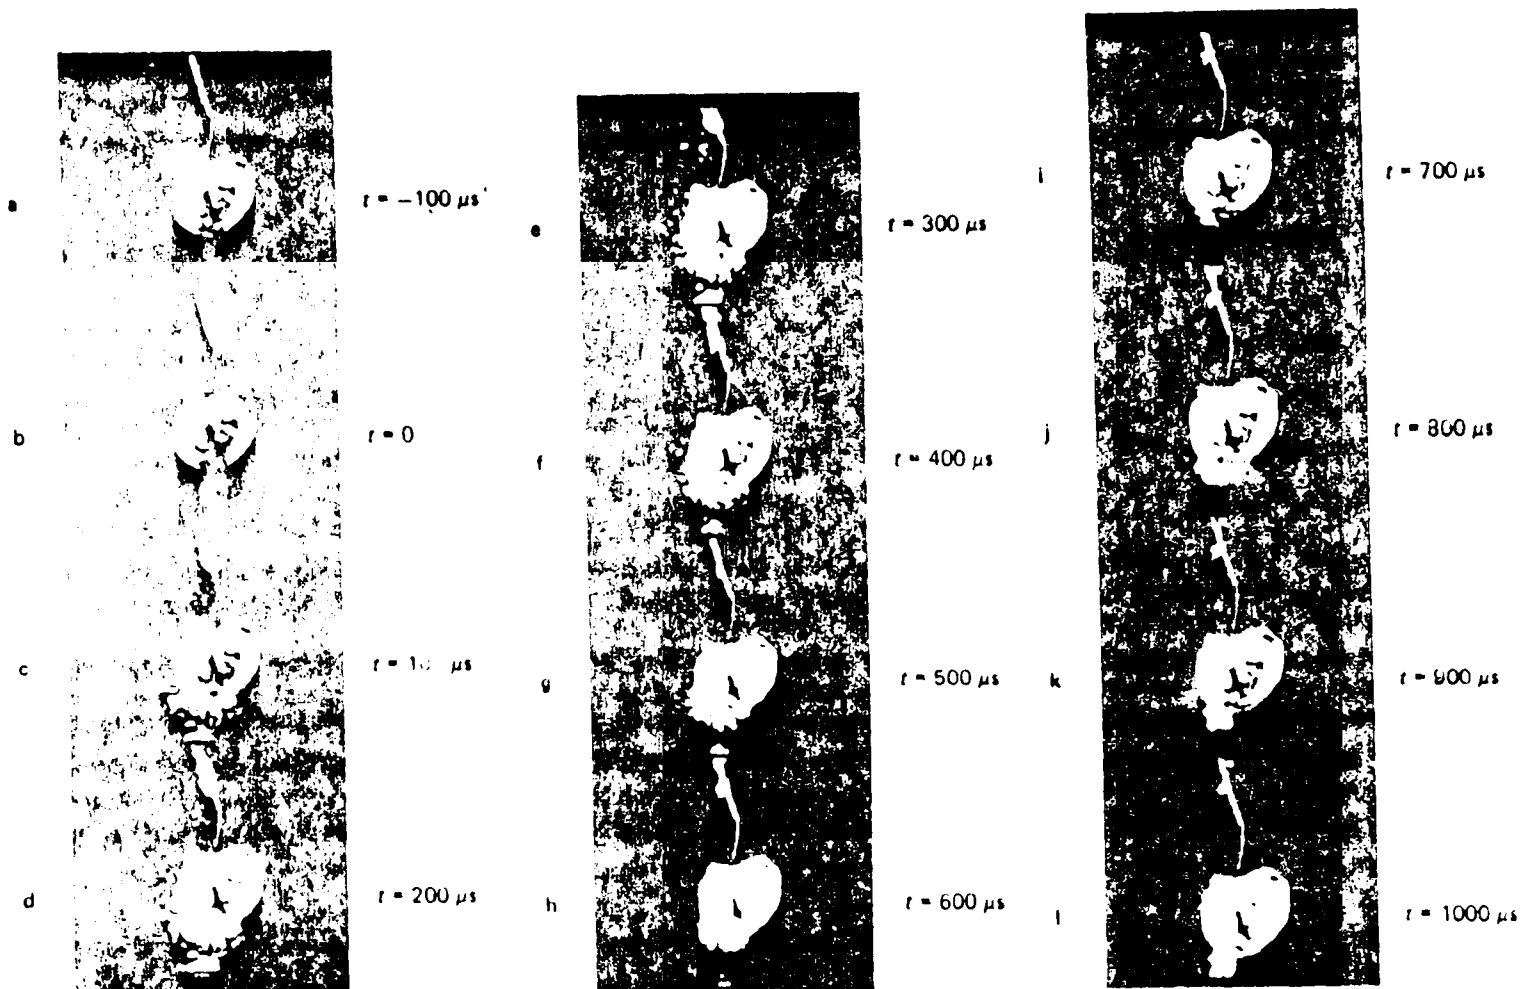 a t = −100 μs
b t = 0
c t = μs
d t = 200 μs
e t = 300 μs
f t = 400 μs
g t = 500 μs
h t = 600 μs
i t = 700 μs
j t = 800 μs
k t = 900 μs
l t = 1000 μs